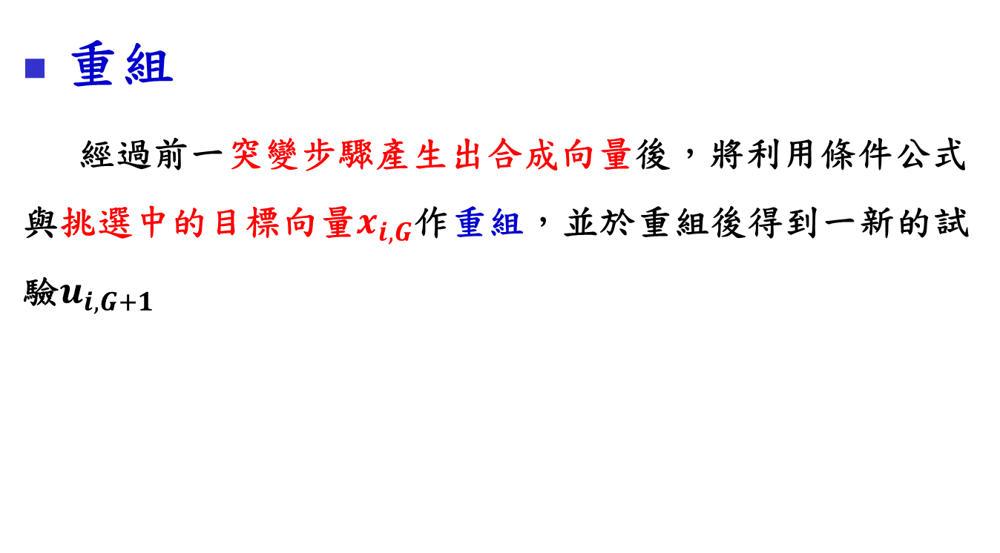 ■ 重組
經過前一突變步驟產生出合成向量後，將利用條件公式
與挑選中的目標向量x_{i,G}作重組，並於重組後得到一新的試
驗u_{i,G+1}